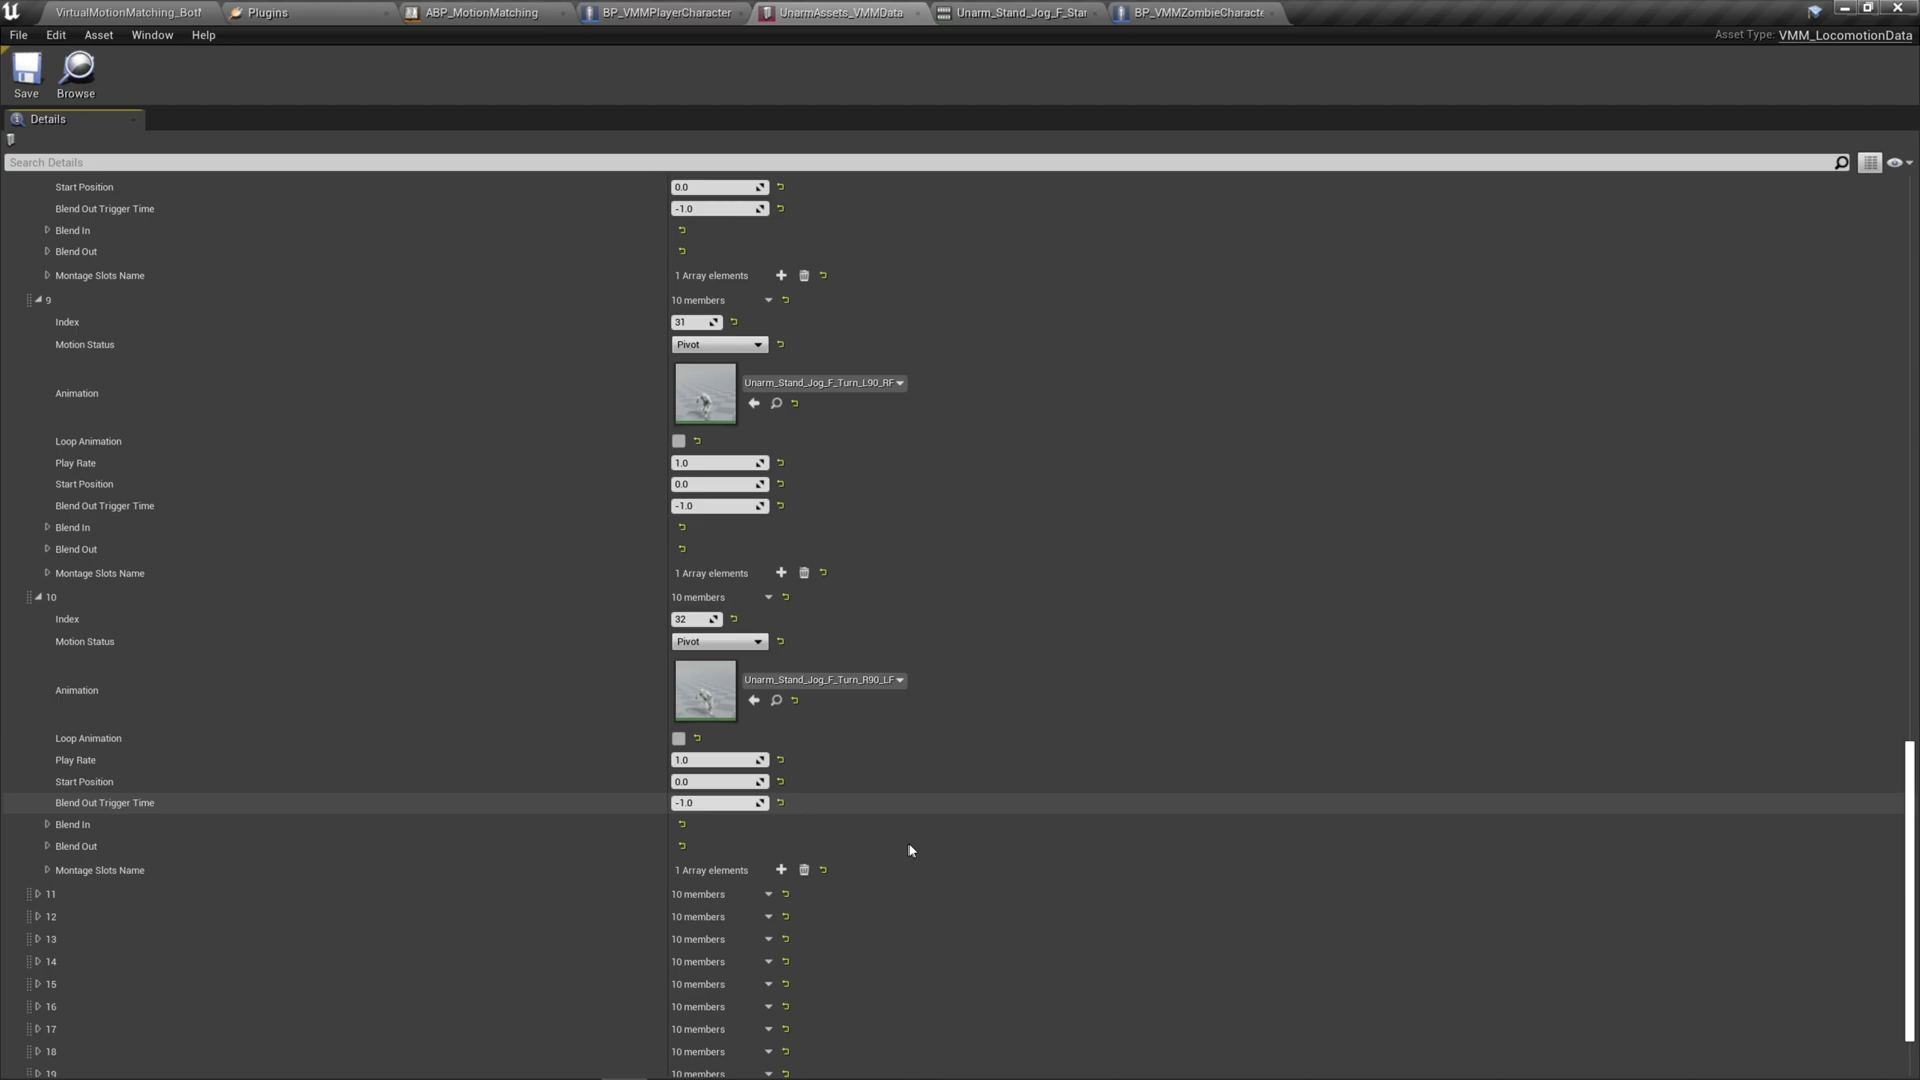 VirtualMotionMatching_Bott
Plugins
ABP_MotionMatching
BP_VMMPlayerCharacter
UnarmAssets_VMMData
Unarm_Stand_Jog_F_Star
BP_VMMZombieCharacte
File Edit Asset Window Help
Asset Type: VMM_LocomotionData
Save Browse
Details
Search Details
Start Position 0.0
Blend Out Trigger Time -1.0
Blend In
Blend Out
Montage Slots Name 1 Array elements
9 10 members
Index 31
Motion Status Pivot
Animation Unarm_Stand_Jog_F_Turn_L90_RF
Loop Animation
Play Rate 1.0
Start Position 0.0
Blend Out Trigger Time -1.0
Blend In
Blend Out
Montage Slots Name 1 Array elements
10 10 members
Index 32
Motion Status Pivot
Animation Unarm_Stand_Jog_F_Turn_R90_LF
Loop Animation
Play Rate 1.0
Start Position 0.0
Blend Out Trigger Time -1.0
Blend In
Blend Out
Montage Slots Name 1 Array elements
11 10 members
12 10 members
13 10 members
14 10 members
15 10 members
16 10 members
17 10 members
18 10 members
19 10 members